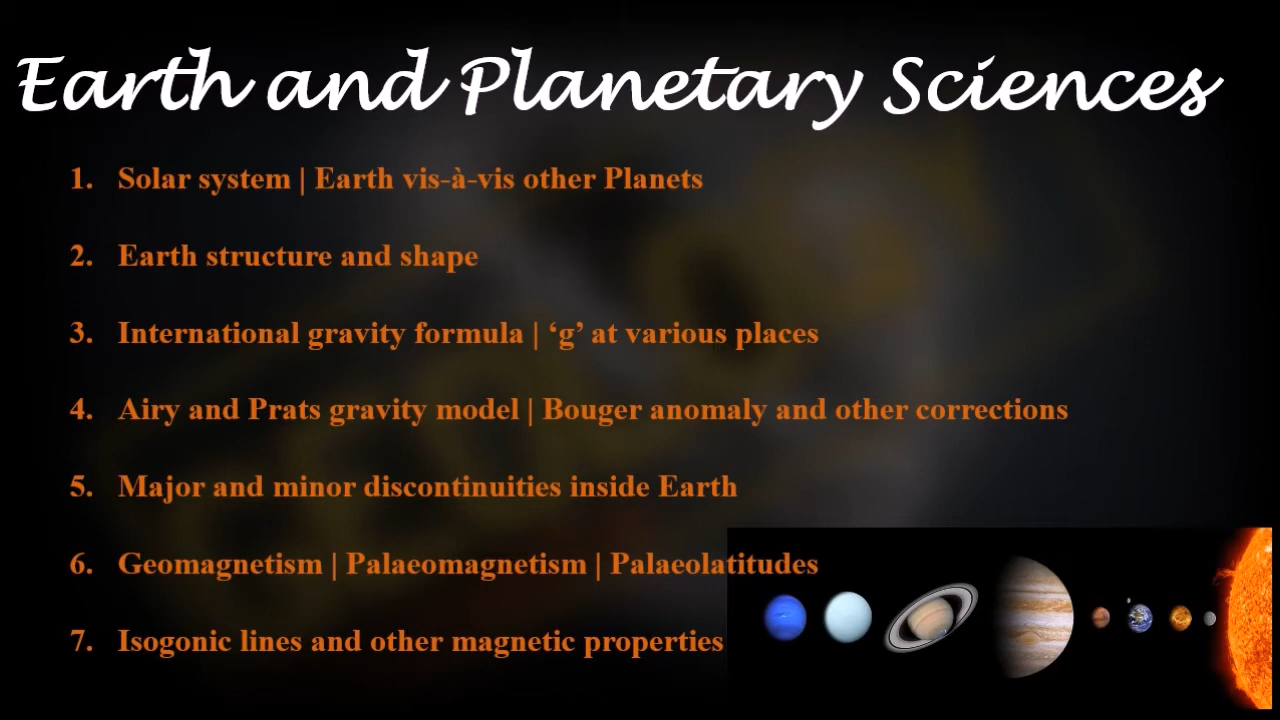 Earth and Planetary Sciences
1. Solar system | Earth vis-à-vis other Planets
2. Earth structure and shape
3. International gravity formula | ‘g’ at various places
4. Airy and Prats gravity model | Bouger anomaly and other corrections
5. Major and minor discontinuities inside Earth
6. Geomagnetism | Palaeomagnetism | Palaeolatitudes
7. Isogonic lines and other magnetic properties